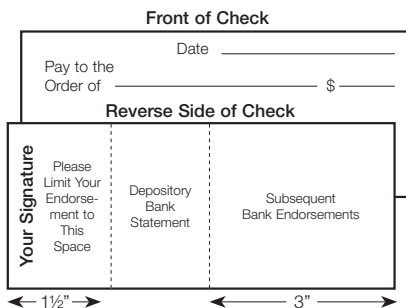 Front of Check
Date
Pay to the
Order of $
Reverse Side of Check
Your Signature
Please
Limit Your
Endorse-
ment to
This
Space
Depository
Bank
Statement
Subsequent
Bank Endorsements
1½”
3”